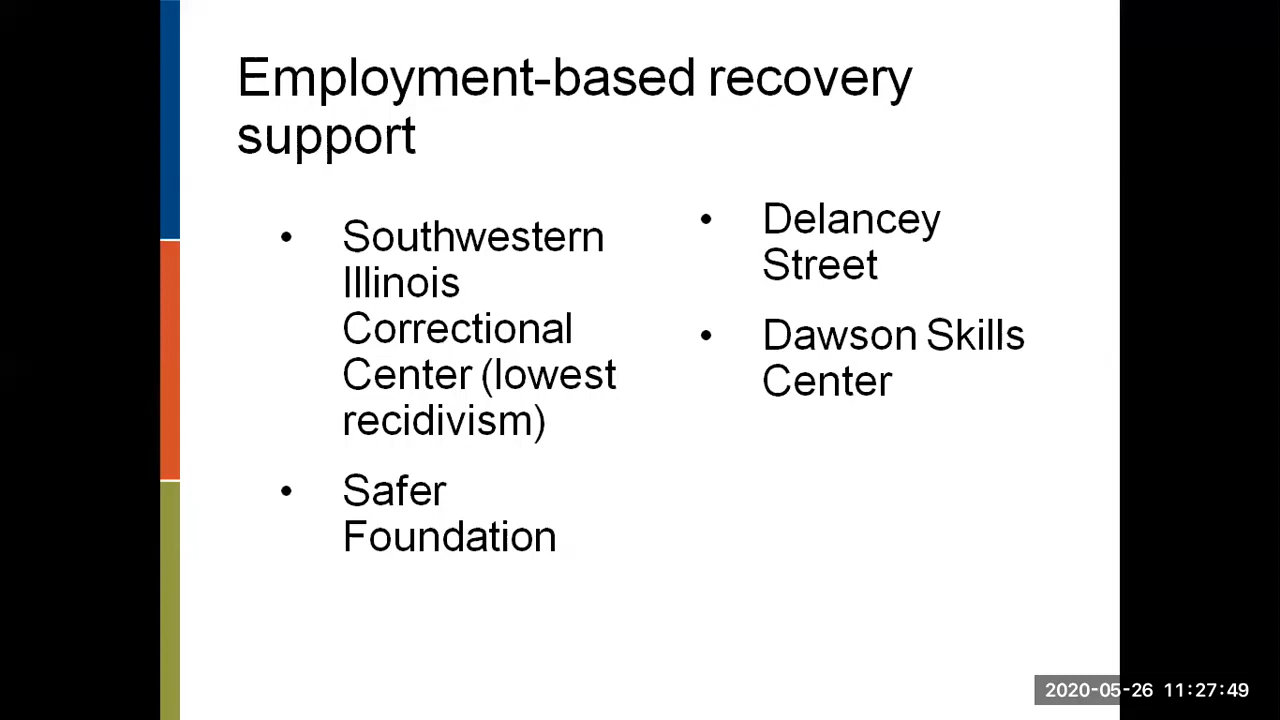 Employment-based recovery
support
• Southwestern
Illinois
Correctional
Center (lowest
recidivism)
• Safer
Foundation
• Delancey
Street
• Dawson Skills
Center
2020-05-26 11:27:49